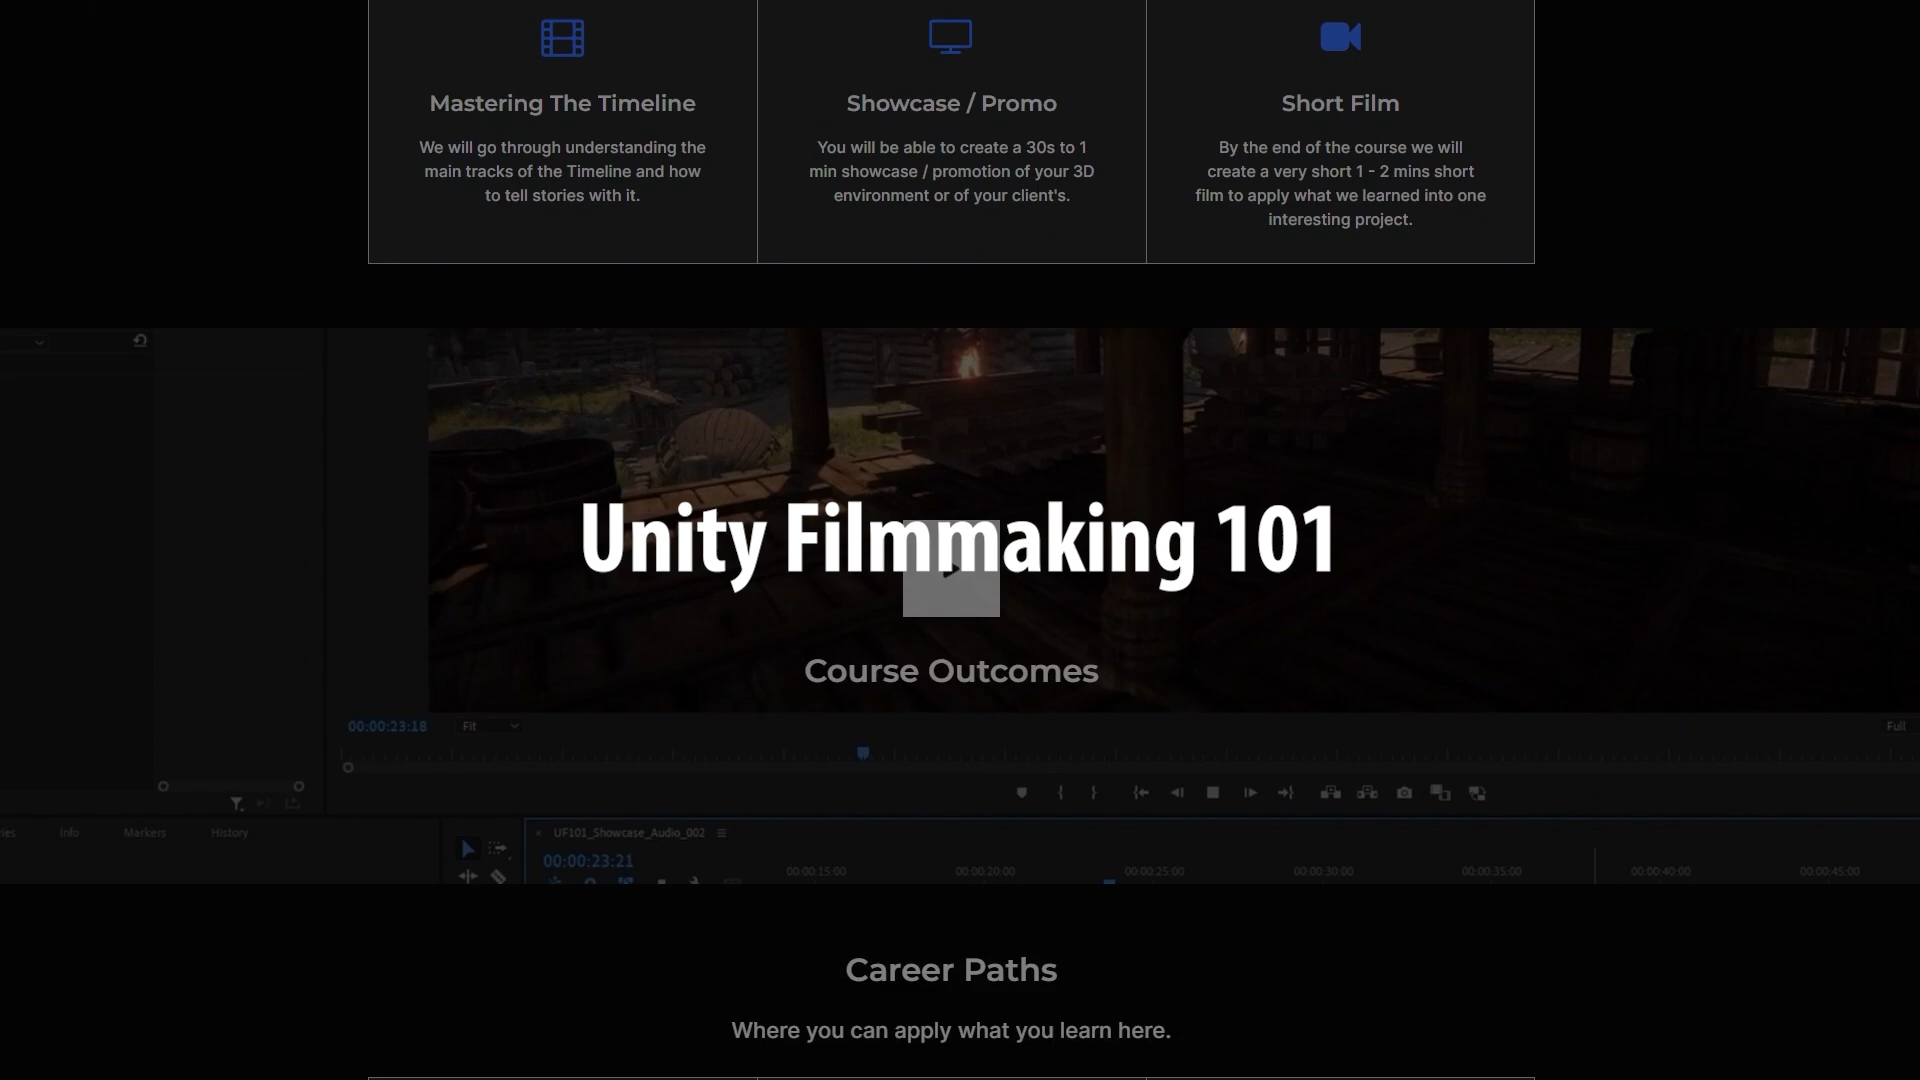 Mastering The Timeline
We will go through understanding the
main tracks of the Timeline and how
to tell stories with it.
Showcase / Promo
You will be able to create a 30s to 1
min showcase / promotion of your 3D
environment or of your client's.
Short Film
By the end of the course we will
create a very short 1 - 2 mins short
film to apply what we learned into one
interesting project.
Unity Filmmaking 101
Course Outcomes
00:00:23:18
Fit
Full
Info
Markers
History
UF101_Showcase_Audio_002
00:00:23:21
00:00:15:00
00:00:20:00
00:00:25:00
00:00:30:00
00:00:35:00
00:00:40:00
00:00:45:00
Career Paths
Where you can apply what you learn here.